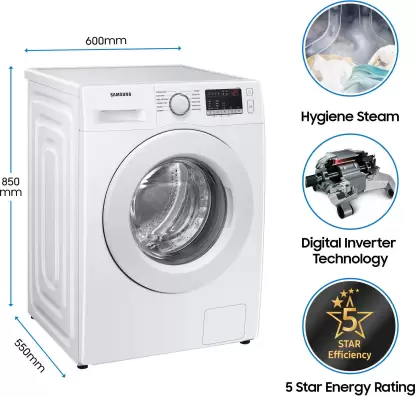 600mm
SAMSUNG
850
mm
550mm
Hygiene Steam
Digital Inverter
Technology
5
STAR
Efficiency
5 Star Energy Rating